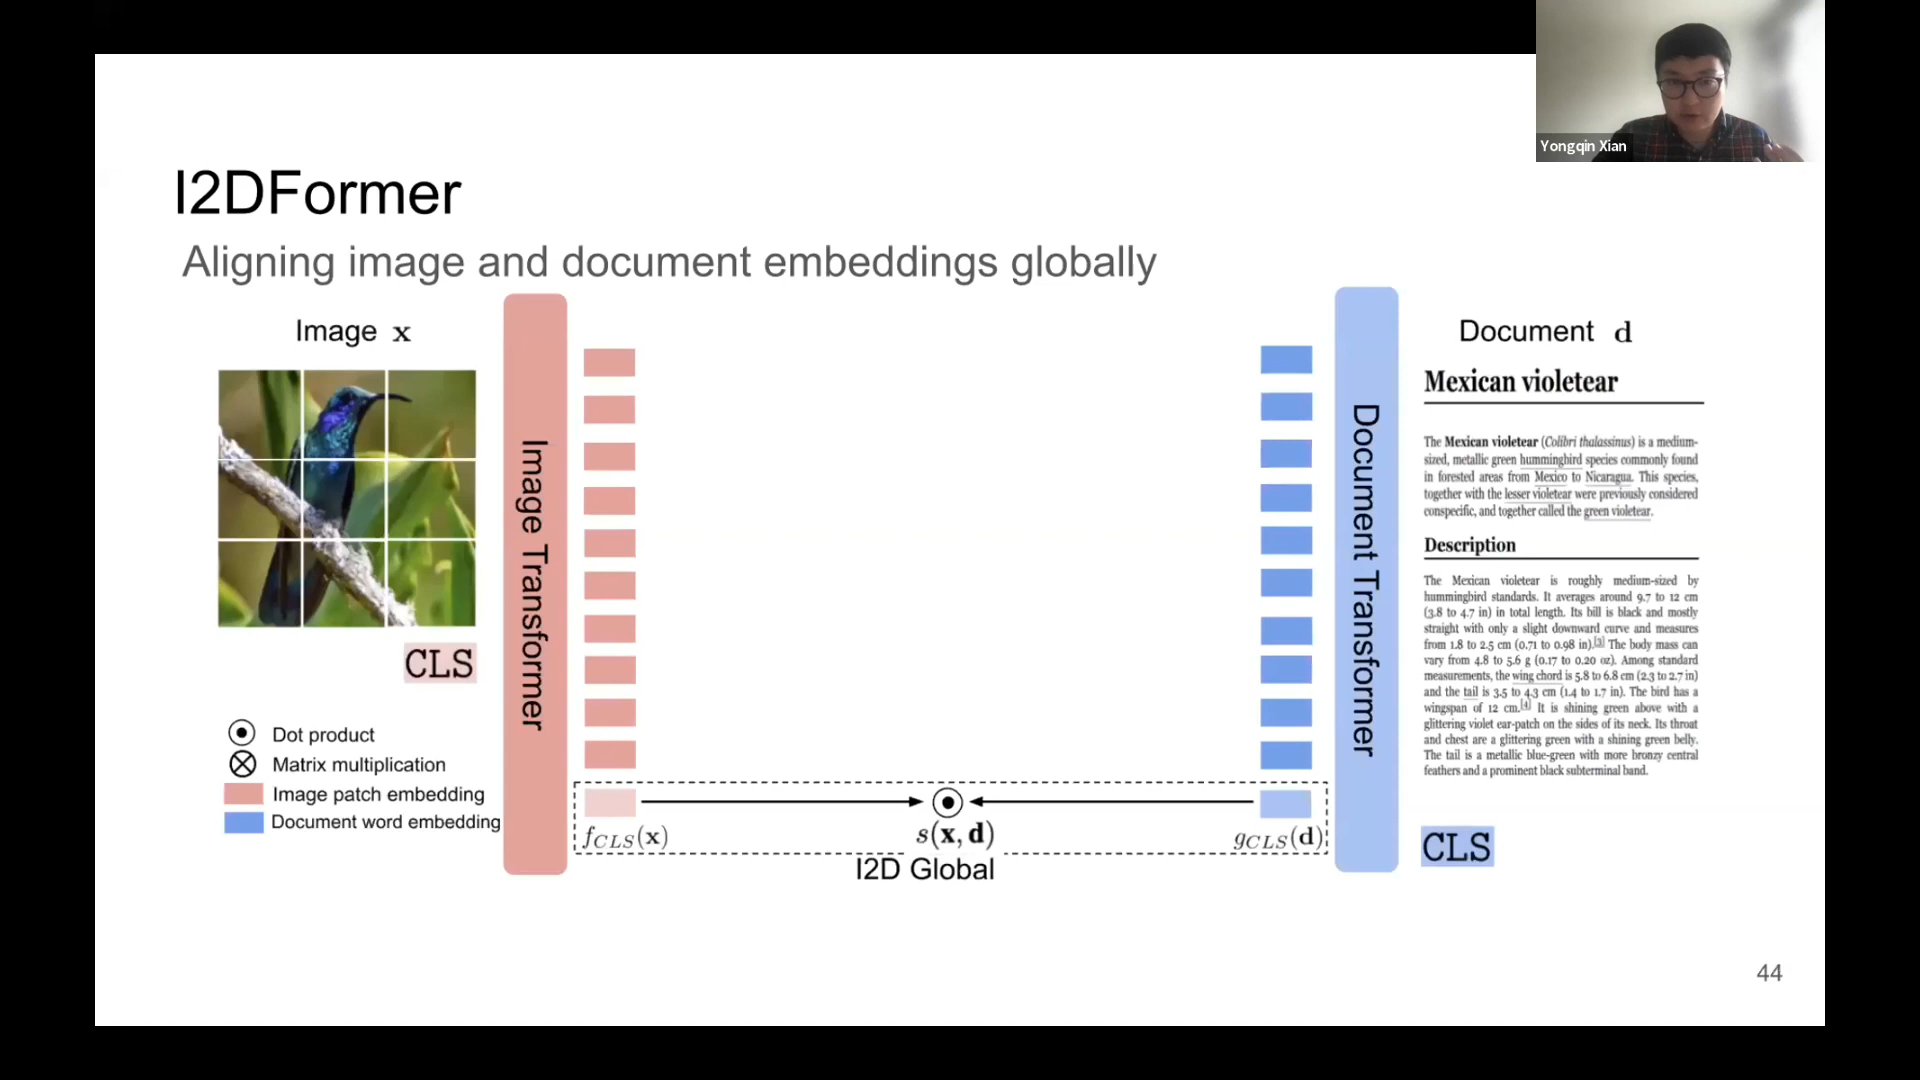 Yongqin Xian
I2DFormer
Aligning image and document embeddings globally
Image x
CLS
Dot product
Matrix multiplication
Image patch embedding
Document word embedding
Image Transformer
f_CLS(x)
s(x, d)
g_CLS(d)
I2D Global
Document Transformer
Document d
Mexican violetear
The Mexican violetear (Colibri thalassinus) is a medium-
sized, metallic green hummingbird species commonly found
in forested areas from Mexico to Nicaragua. This species,
together with the lesser violetear were previously considered
conspecific, and together called the green violetear.
Description
The Mexican violetear is roughly medium-sized by
hummingbird standards. It averages around 9.7 to 12 cm
(3.8 to 4.7 in) in total length. Its bill is black and mostly
straight with only a slight downward curve and measures
from 1.8 to 2.5 cm (0.71 to 0.98 in).[3] The body mass can
vary from 4.8 to 5.6 g (0.17 to 0.20 oz). Among standard
measurements, the wing chord is 5.8 to 6.8 cm (2.3 to 2.7 in)
and the tail is 3.5 to 4.3 cm (1.4 to 1.7 in). The bird has a
wingspan of 12 cm.[4] It is shining green above with a
glittering violet ear-patch on the sides of its neck. Its throat
and chest are a glittering green with a shining green belly.
The tail is a metallic blue-green with more bronzy central
feathers and a prominent black subterminal band.
CLS
44